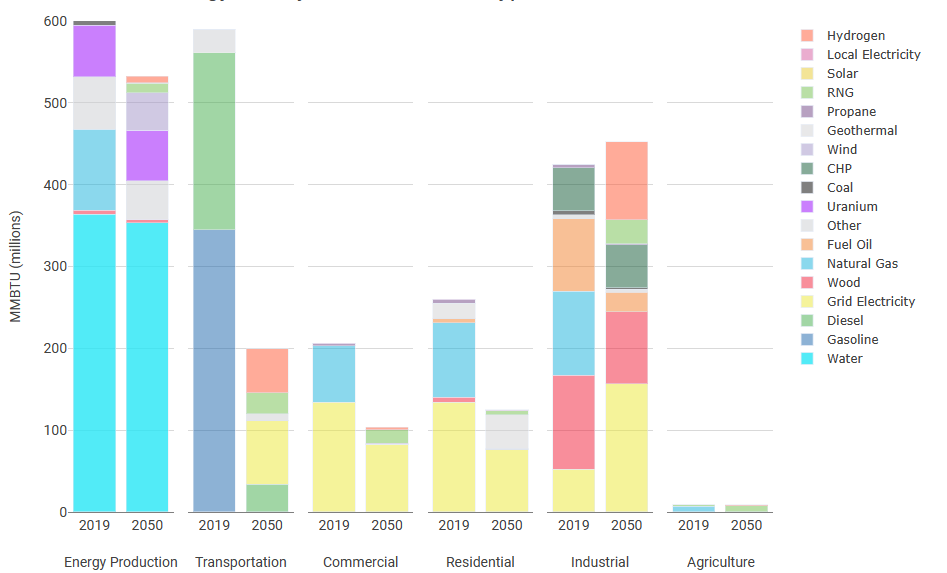 600
500
400
300
200
100
0
MMBTU (millions)
2019 2050 2019 2050 2019 2050 2019 2050 2019 2050 2019 2050
Energy Production Transportation Commercial Residential Industrial Agriculture
Hydrogen
Local Electricity
Solar
RNG
Propane
Geothermal
Wind
CHP
Coal
Uranium
Other
Fuel Oil
Natural Gas
Wood
Grid Electricity
Diesel
Gasoline
Water